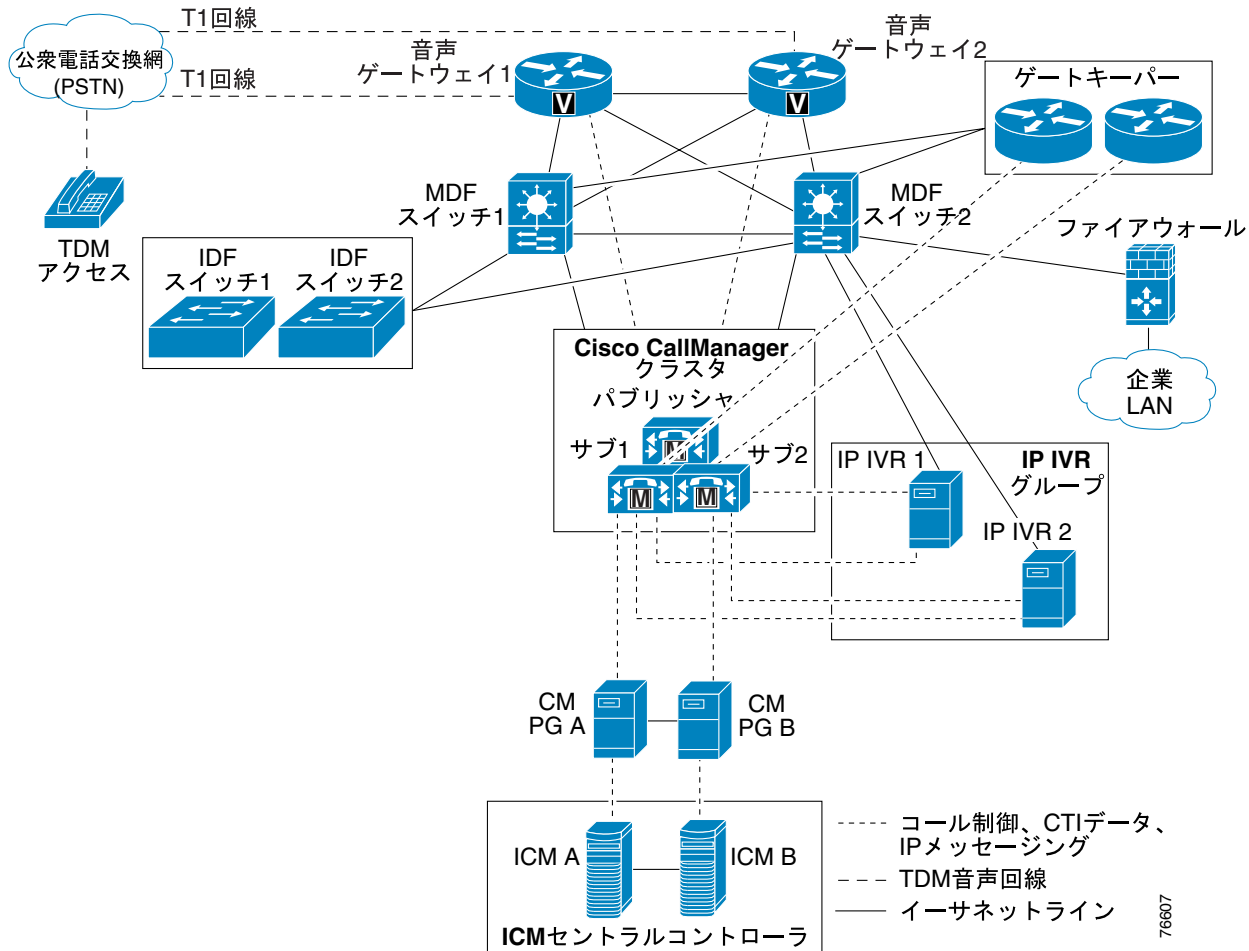 T1回線
公衆電話交換網
(PSTN)
T1回線
音声
ゲートウェイ1
音声
ゲートウェイ2
V
V
ゲートキーパー
TDM
アクセス
MDF
スイッチ1
MDF
スイッチ2
IDF
スイッチ1
IDF
スイッチ2
ファイアウォール
企業
LAN
Cisco CallManager
クラスタ
パブリッシャ
サブ1
サブ2
M
M
M
IP IVR 1
IP IVR
グループ
IP IVR 2
CM
PG A
CM
PG B
ICM A
ICM B
ICMセントラルコントローラ
コール制御、CTIデータ、
IPメッセージング
TDM音声回線
イーサネットライン
76607